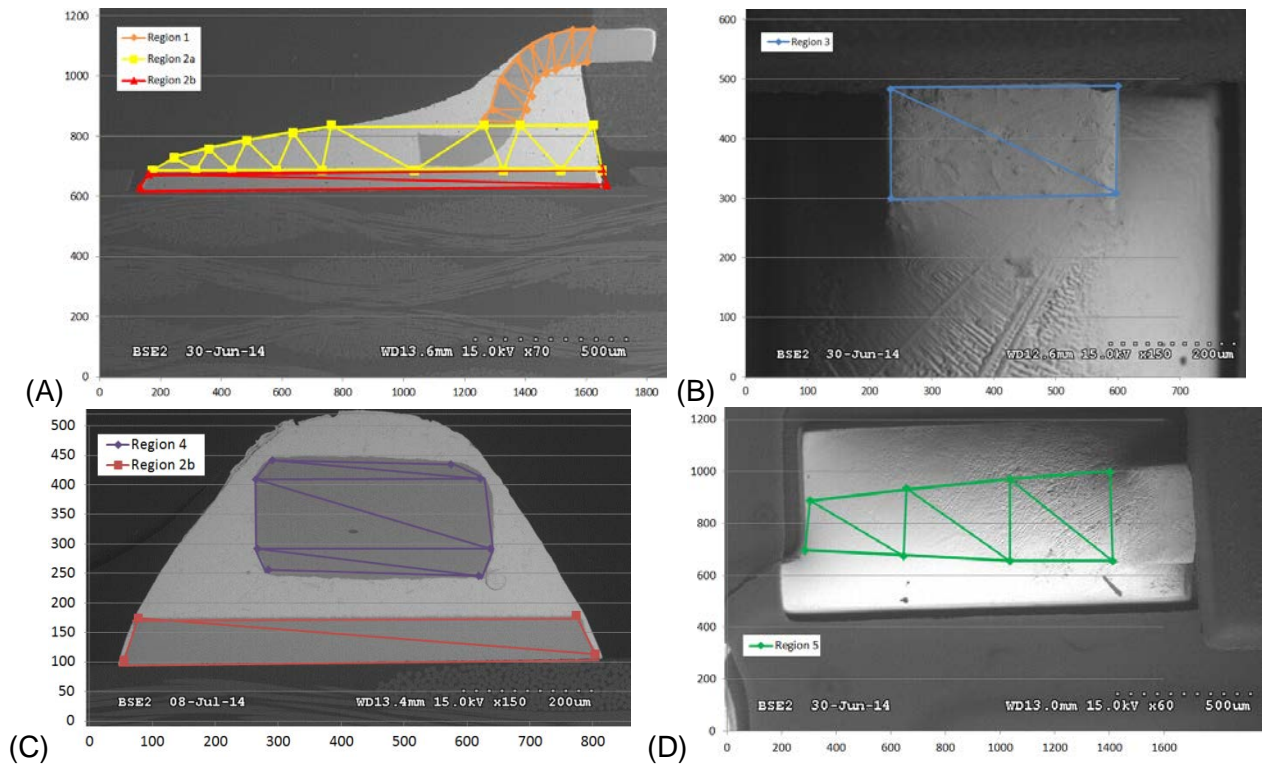 1200
1000
800
600
400
200
0
Region 1
Region 2a
Region 2b
BSE2 30-Jun-14 WD13.6mm 15.0kV x70 500um
0 200 400 600 800 1000 1200 1400 1600 1800
(A)
600
500
400
300
200
100
0
Region 3
BSE2 30-Jun-14 WD12.6mm 15.0kV x150 200um
0 100 200 300 400 500 600 700
(B)
500
450
400
350
300
250
200
150
100
50
0
Region 4
Region 2b
BSE2 08-Jul-14 WD13.4mm 15.0kV x150 200um
0 100 200 300 400 500 600 700 800
(C)
1200
1000
800
600
400
200
0
Region 5
BSE2 30-Jun-14 WD13.0mm 15.0kV x60 500um
0 200 400 600 800 1000 1200 1400 1600
(D)